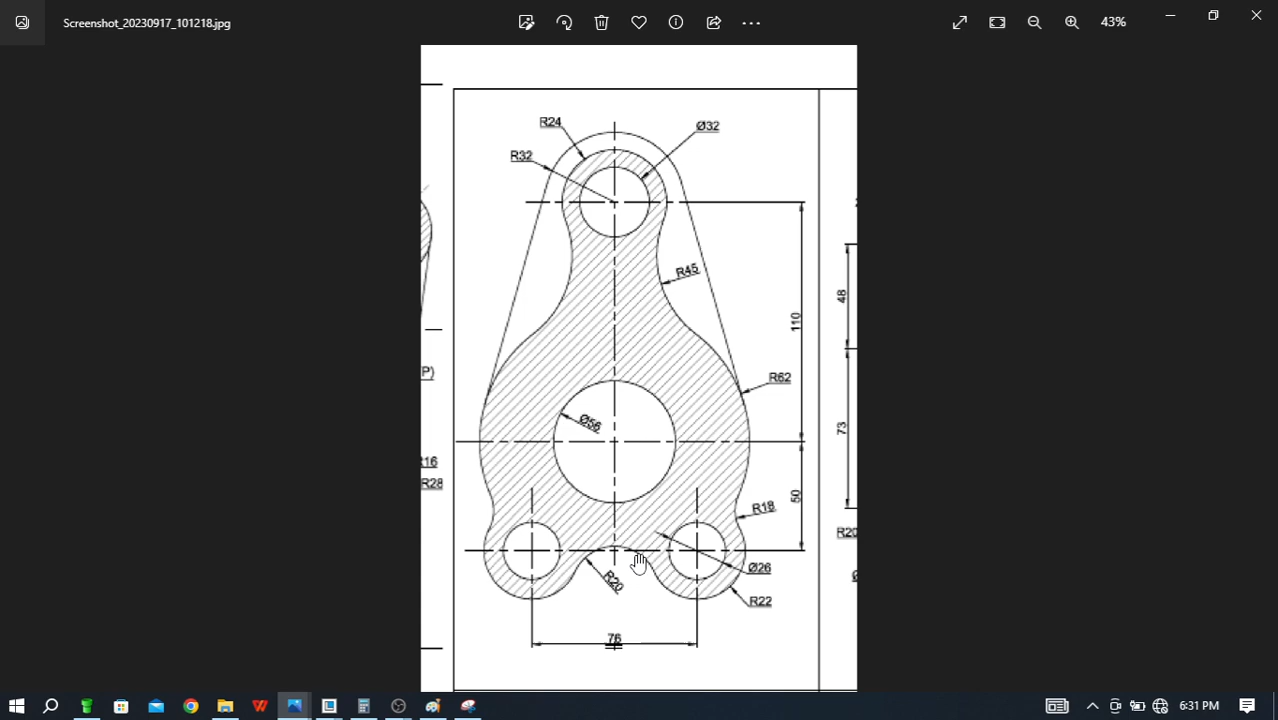 Screenshot_20230917_101218.jpg
43%
R24
Ø32
R32
R45
48
110
(P)
R62
Ø56
73
R16
R28
50
R18
R20
Ø26
R20
R22
76
6:31 PM